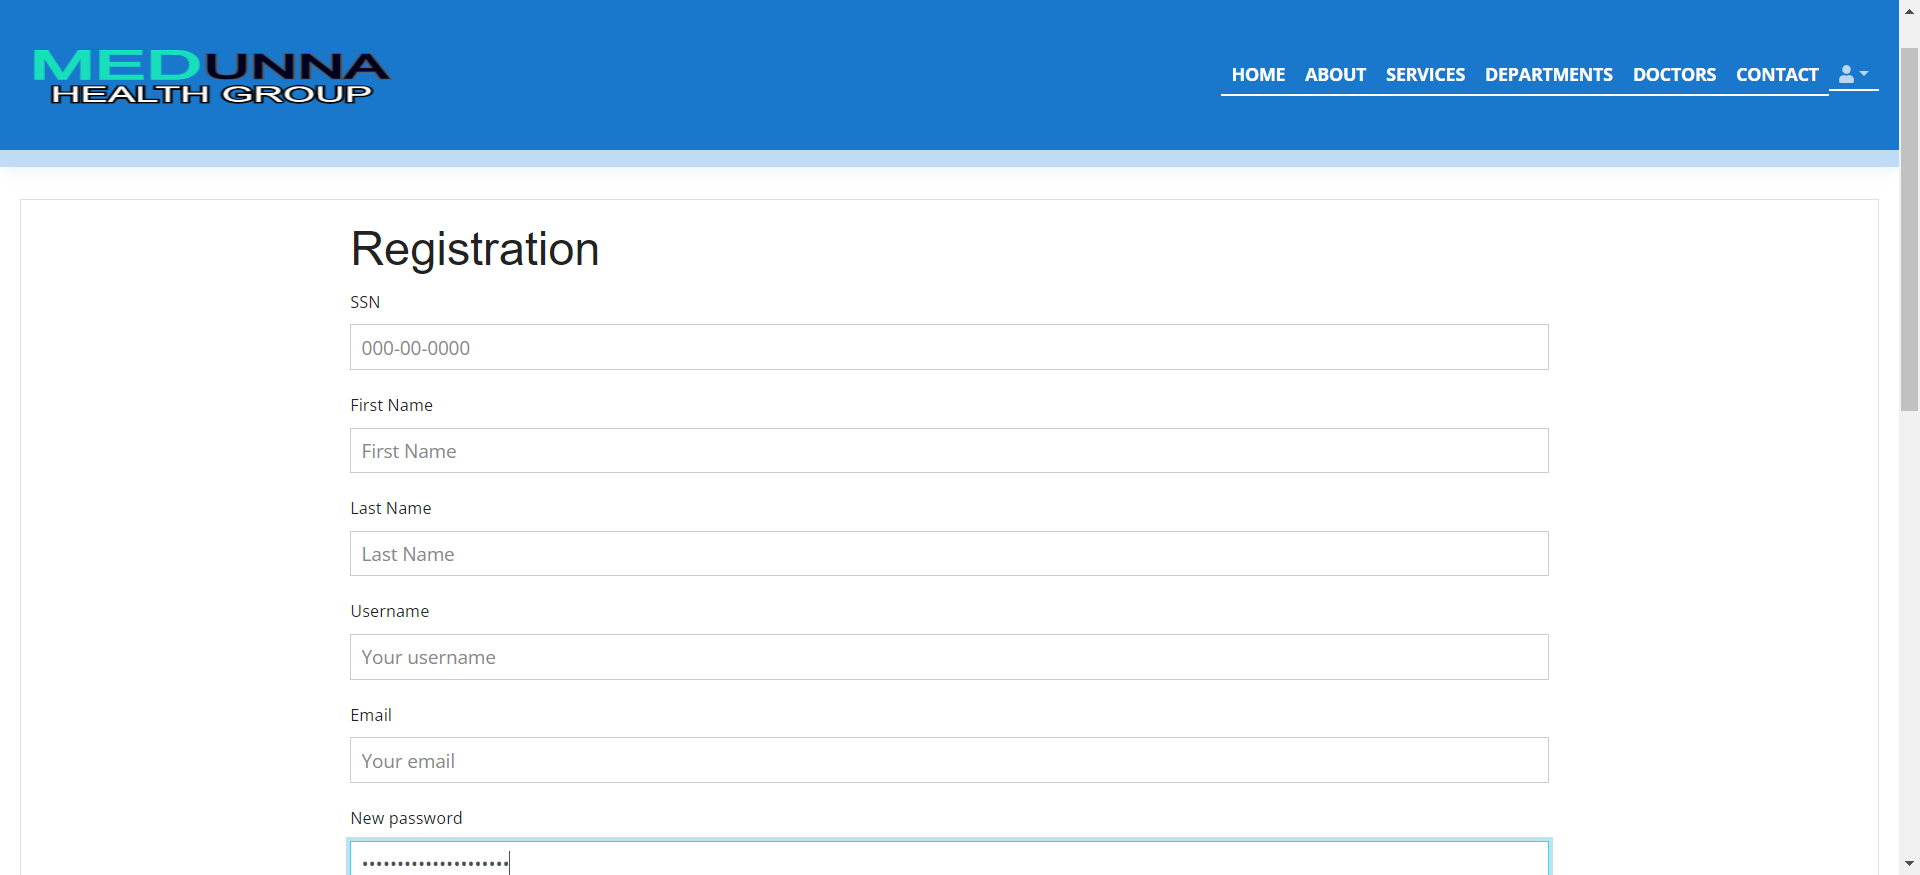 MEDUNNA
HEALTH GROUP
HOME ABOUT SERVICES DEPARTMENTS DOCTORS CONTACT
Registration
SSN
000-00-0000
First Name
First Name
Last Name
Last Name
Username
Your username
Email
Your email
New password
•••••••••••••••••••••